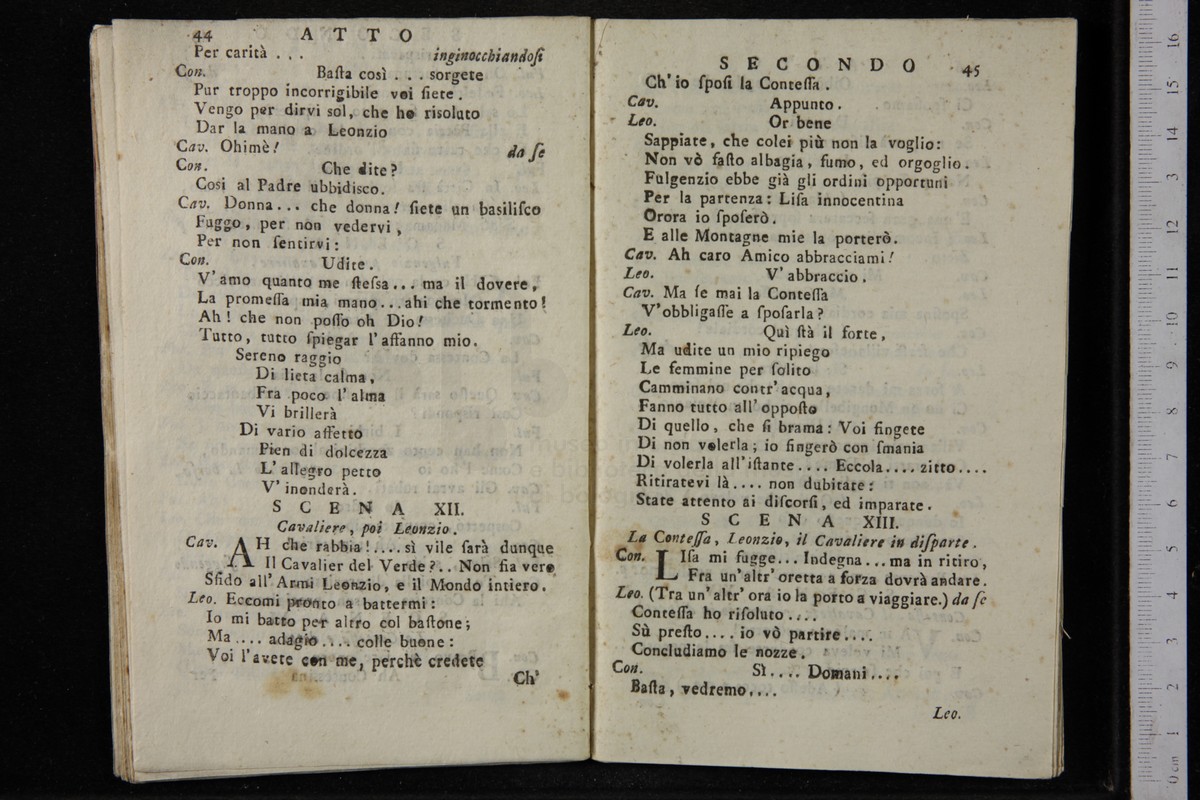 44 ATTO
Per carità . . . inginocchiandoſi
Con. Baſta così . . . sorgete
Pur troppo incorrigibile voi ſiete.
Vengo per dirvi sol, che ho risoluto
Dar la mano a Leonzio
Cav. Ohimè! da ſe
Con. Che dite?
Così al Padre ubbidisco.
Cav. Donna... che donna! ſiete un basiliſco
Fuggo, per non vedervi,
Per non ſentirvi:
Con. Udite.
V'amo quanto me ſteſsa... ma il dovere,
La promeſſa mia mano... ahi che tormento!
Ah! che non poſſo oh Dio!
Tutto, tutto ſpiegar l'affanno mio.
Sereno raggio
Di lieta calma,
Fra poco l'alma
Vi brillerà
Di vario affetto
Pien di dolcezza
L'allegro petto
V'inonderà.
SCENA XII.
Cavaliere, poi Leonzio.
Cav. AH che rabbia!....sì vile ſarà dunque
Il Cavalier del Verde?.. Non fia vero
Sfido all'Armi Leonzio, e il Mondo intiero.
Leo. Eccomi pronto a battermi:
Io mi batto per altro col baſtone;
Ma .... adagio .... colle buone:
Voi l'avete con me, perchè credete
Ch'
SECONDO 45
Ch'io ſpoſi la Conteſſa.
Cav. Appunto.
Leo. Or bene
Sappiate, che colei più non la voglio:
Non vò faſto albagia, fumo, ed orgoglio.
Fulgenzio ebbe già gli ordini opportuni
Per la partenza: Liſa innocentina
Orora io ſpoſerò.
E alle Montagne mie la porterò.
Cav. Ah caro Amico abbracciami!
Leo. V'abbraccio.
Cav. Ma ſe mai la Conteſſa
V'obbligaſſe a ſpoſarla?
Leo. Quì ſtà il forte,
Ma udite un mio ripiego
Le femmine per ſolito
Camminano contr'acqua,
Fanno tutto all'oppoſto
Di quello, che ſi brama: Voi fingete
Di non volerla; io fingerò con ſmania
Di volerla all'iſtante.... Eccola.... zitto....
Ritiratevi là.... non dubitate:
State attento ai diſcorſi, ed imparate.
SCENA XIII.
La Conteſſa, Leonzio, il Cavaliere in diſparte.
Con. LIſa mi fugge... Indegna... ma in ritiro,
Fra un'altr'oretta a forza dovrà andare.
Leo. (Tra un'altr'ora io la porto a viaggiare.) da ſe
Conteſſa ho riſoluto ....
Sù preſto.... io vò partire....
Concludiamo le nozze.
Con. Sì.... Domani....
Baſta, vedremo....
Leo.